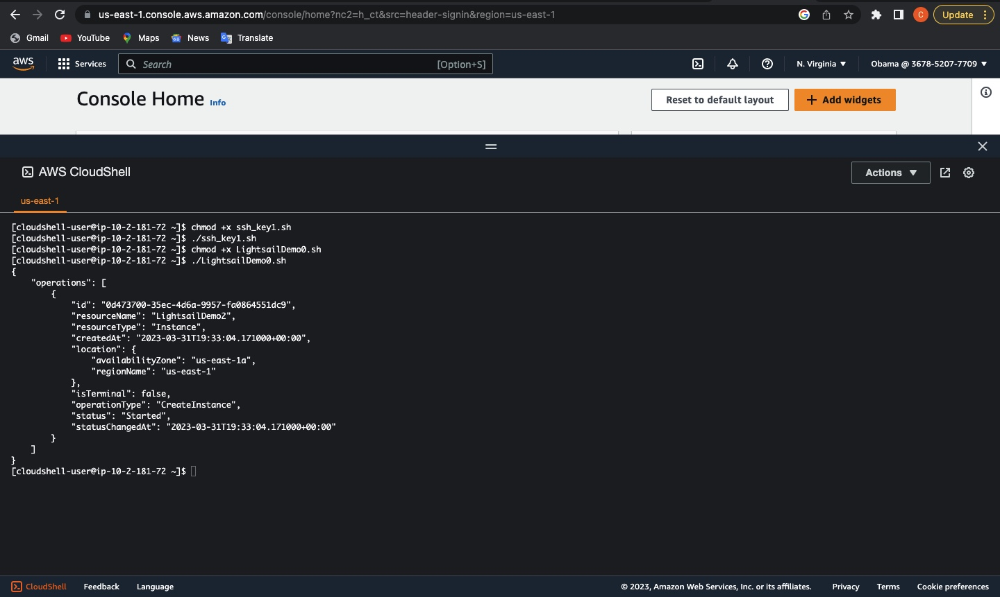 us-east-1.console.aws.amazon.com/console/home?nc2=h_ct&src=header-signin&region=us-east-1
C
Update
Gmail YouTube Maps News Translate
aws Services Search [Option+S] N. Virginia ▼ Obama @ 3678-5207-7709 ▼
Console Home Info
Reset to default layout
+ Add widgets
AWS CloudShell
Actions ▼
us-east-1
[cloudshell-user@ip-10-2-181-72 ~]$ chmod +x ssh_key1.sh
[cloudshell-user@ip-10-2-181-72 ~]$ ./ssh_key1.sh
[cloudshell-user@ip-10-2-181-72 ~]$ chmod +x LightsailDemo0.sh
[cloudshell-user@ip-10-2-181-72 ~]$ ./LightsailDemo0.sh
{
    "operations": [
        {
            "id": "0d473700-35ec-4d6a-9957-fa0864551dc9",
            "resourceName": "LightsailDemo2",
            "resourceType": "Instance",
            "createdAt": "2023-03-31T19:33:04.171000+00:00",
            "location": {
                "availabilityZone": "us-east-1a",
                "regionName": "us-east-1"
            },
            "isTerminal": false,
            "operationType": "CreateInstance",
            "status": "Started",
            "statusChangedAt": "2023-03-31T19:33:04.171000+00:00"
        }
    ]
}
[cloudshell-user@ip-10-2-181-72 ~]$
CloudShell Feedback Language © 2023, Amazon Web Services, Inc. or its affiliates. Privacy Terms Cookie preferences